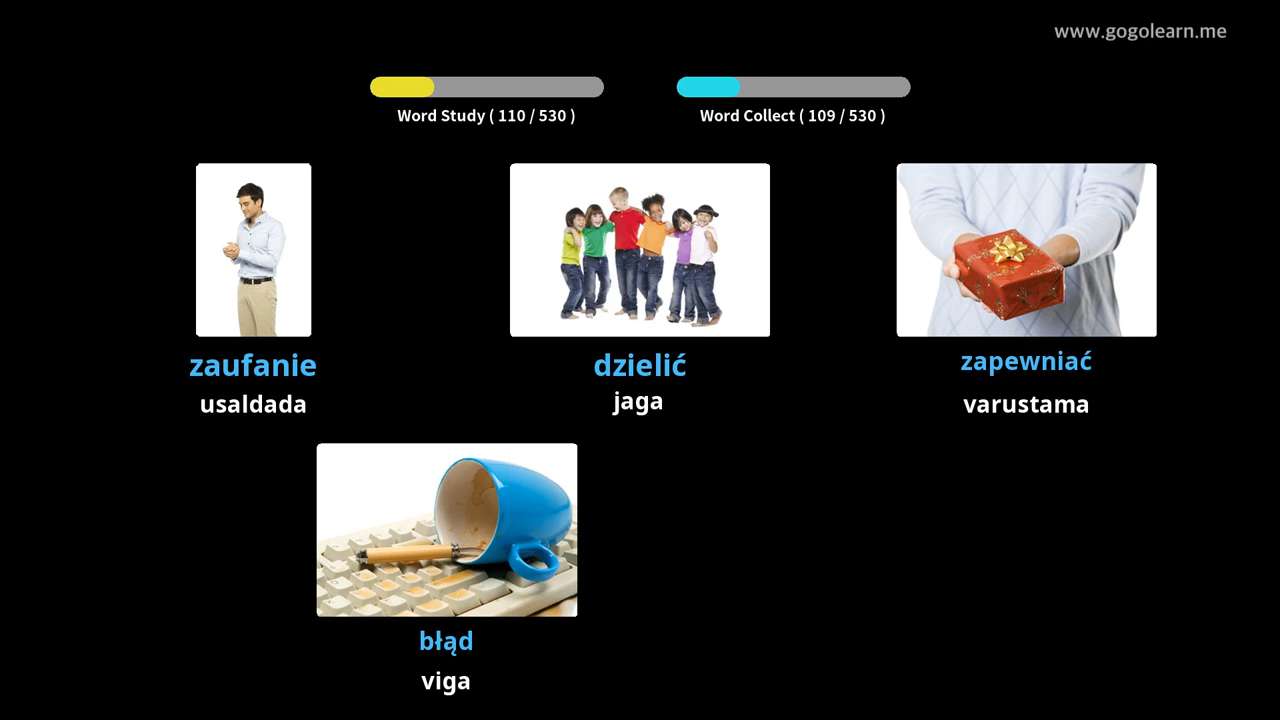 www.gogolearn.me
Word Study ( 110 / 530 )
Word Collect ( 109 / 530 )
zaufanie
usaldada
dzielić
jaga
zapewniać
varustama
błąd
viga